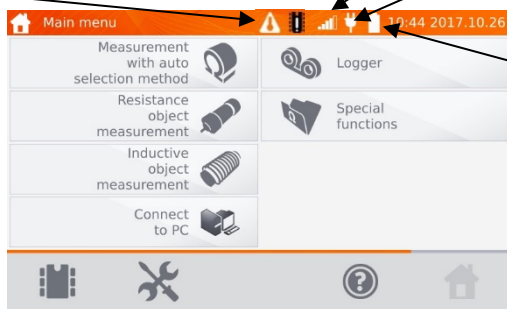 Main menu
10:44 2017.10.26
Measurement
with auto
selection method
Resistance
object
measurement
Inductive
object
measurement
Connect
to PC
Logger
Special
functions